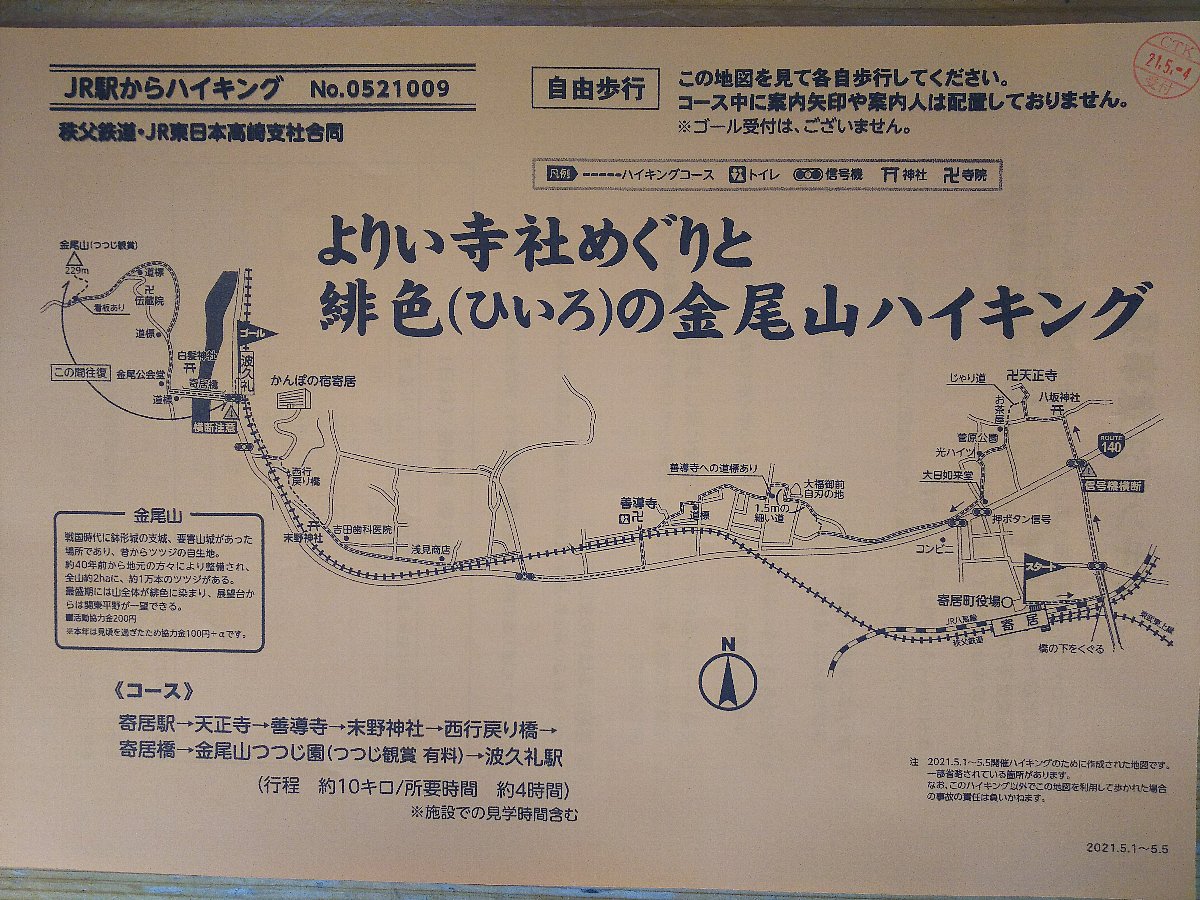 JR駅からハイキング No.0521009
秩父鉄道・JR東日本高崎支社合同
自由歩行
この地図を見て各自歩行してください。
コース中に案内矢印や案内人は配置しておりません。
※ゴール受付は、ございません。
CTK
21.5.-4
受付
凡例 ハイキングコース トイレ 信号機 神社 卍寺院
よりい寺社めぐりと
緋色(ひいろ)の金尾山ハイキング
金尾山(つつじ観賞)
229m
看板あり
道標
卍
伝蔵院
道標
この間往復
金尾公会堂
道標
白髪神社
寄居橋
横断注意
ゴール
波久礼
かんぽの宿寄居
西行
戻り橋
末野神社
吉田歯科医院
浅見商店
善導寺
卍
道標
善導寺への道標あり
1.5mの
細い道
大福御前
自刃の地
じゃり道
卍天正寺
お茶屋
八坂神社
菅原公園
光ハイツ
大日如来堂
ROUTE
140
信号機横断
押ボタン信号
コンビニ
スタート
寄居町役場
寄居
JR八高線
秩父鉄道
東武東上線
橋の下をくぐる
N
金尾山
戦国時代に鉢形城の支城、要害山城があった
場所であり、昔からツツジの自生地。
約40年前から地元の方々により整備され、
全山約2haに、約1万本のツツジがある。
最盛期には山全体が緋色に染まり、展望台か
らは関東平野が一望できる。
■活動協力金200円
※本年は見頃を過ぎたため協力金100円+αです。
《コース》
寄居駅→天正寺→善導寺→末野神社→西行戻り橋→
寄居橋→金尾山つつじ園(つつじ観賞 有料)→波久礼駅
(行程 約10キロ/所要時間 約4時間)
※施設での見学時間含む
注 2021.5.1~5.5開催ハイキングのために作成された地図です。
一部省略されている箇所があります。
なお、このハイキング以外でこの地図を利用して歩かれた場合
の事故の責任は負いかねます。
2021.5.1~5.5